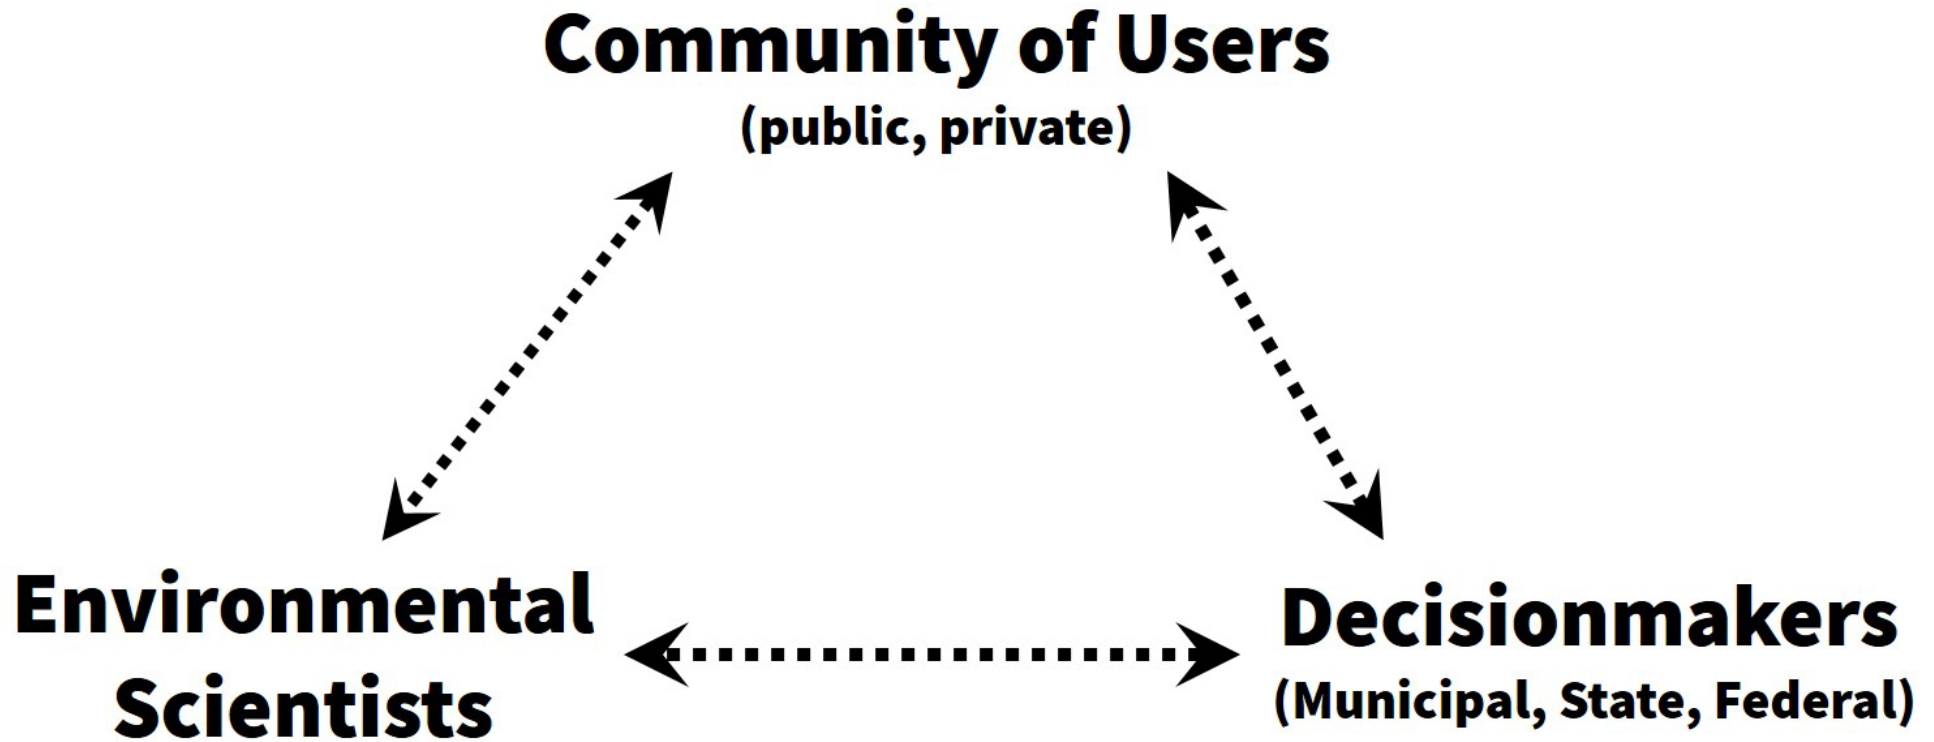 Community of Users
(public, private)
Environmental
Scientists
Decisionmakers
(Municipal, State, Federal)